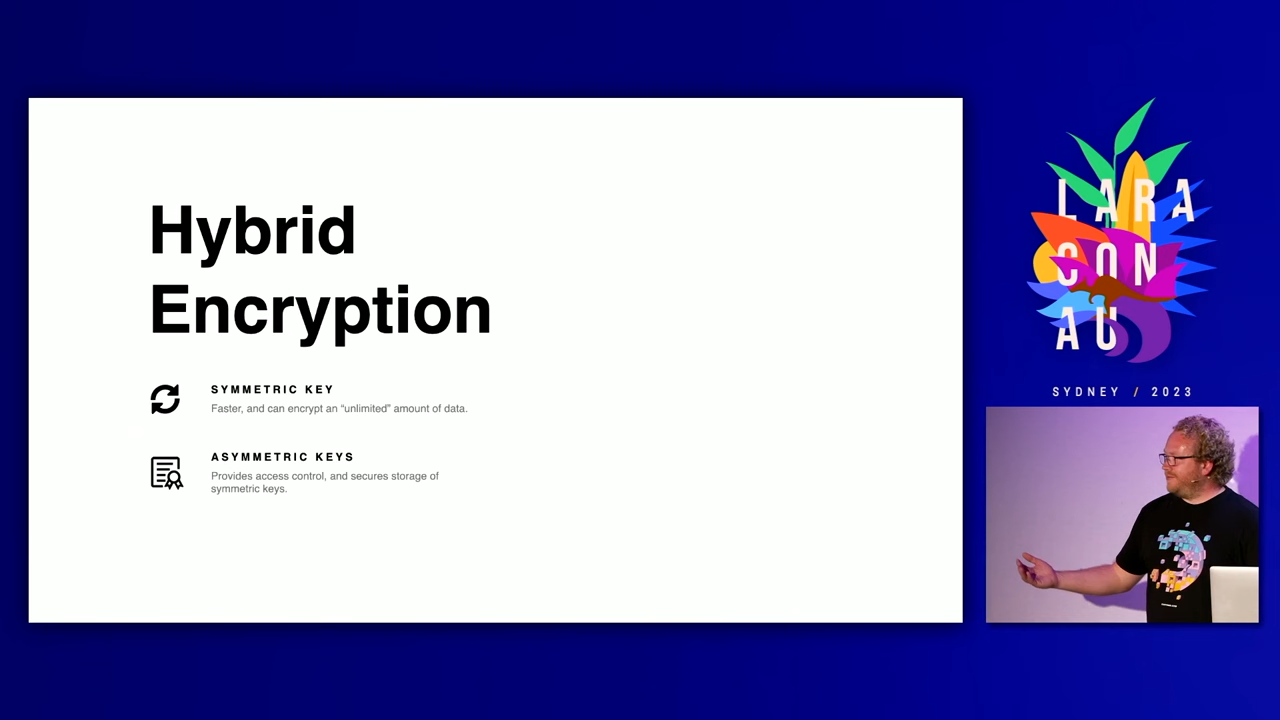 Hybrid
Encryption
SYMMETRIC KEY
Faster, and can encrypt an “unlimited” amount of data.
ASYMMETRIC KEYS
Provides access control, and secures storage of
symmetric keys.
LARA
CON
AU
SYDNEY / 2023